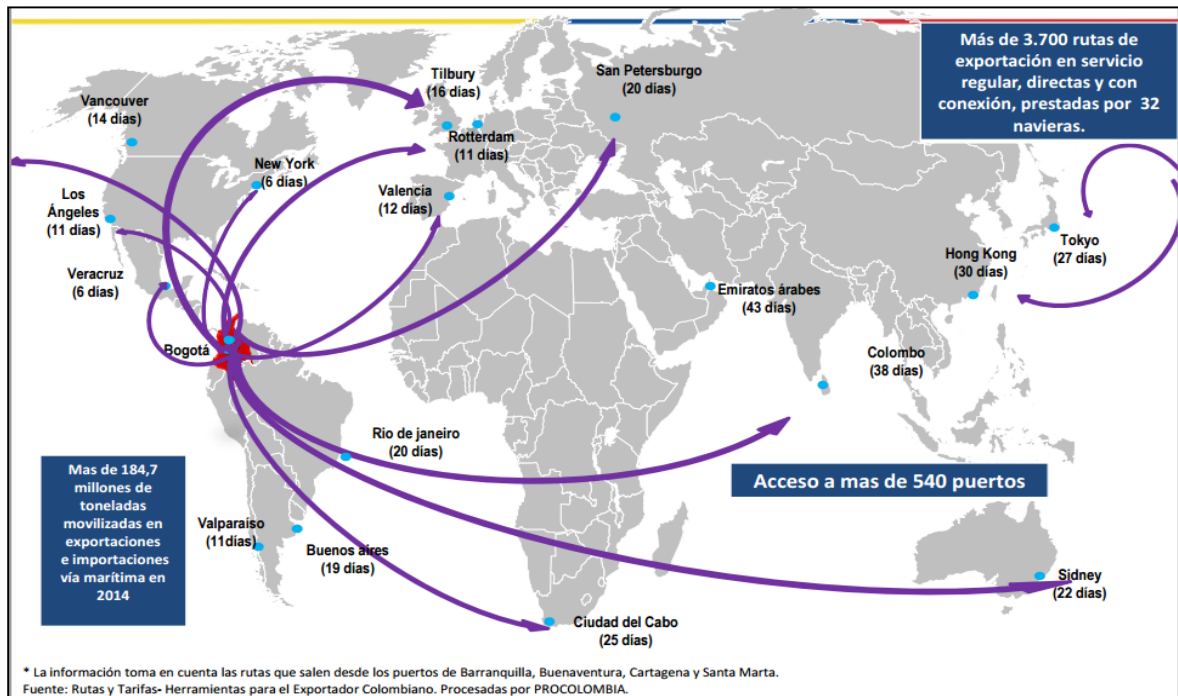 Más de 3.700 rutas de
exportación en servicio
regular, directas y con
conexión, prestadas por 32
navieras.
Tilbury
(16 días)
San Petersburgo
(20 días)
Vancouver
(14 días)
Rotterdam
(11 días)
New York
(6 días)
Valencia
(12 días)
Los
Ángeles
(11 días)
Tokyo
(27 días)
Hong Kong
(30 días)
Veracruz
(6 días)
Emiratos árabes
(43 días)
Bogotá
Colombo
(38 días)
Rio de janeiro
(20 días)
Mas de 184,7
millones de
toneladas
movilizadas en
exportaciones
e importaciones
vía marítima en
2014
Acceso a mas de 540 puertos
Valparaíso
(11días)
Buenos aires
(19 días)
Sidney
(22 días)
Ciudad del Cabo
(25 días)
* La información toma en cuenta las rutas que salen desde los puertos de Barranquilla, Buenaventura, Cartagena y Santa Marta.
Fuente: Rutas y Tarifas- Herramientas para el Exportador Colombiano. Procesadas por PROCOLOMBIA.